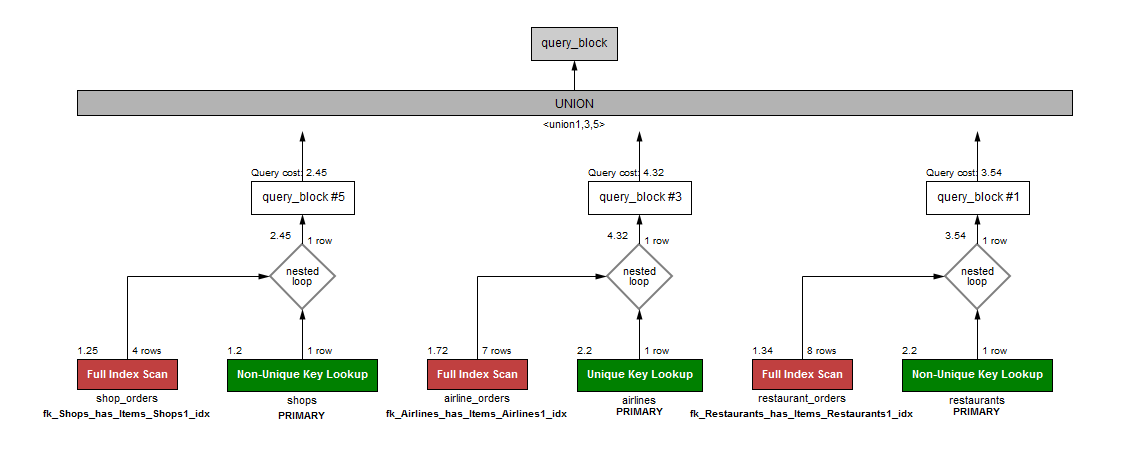 query_block
UNION
<union1,3,5>
Query cost: 2.45
query_block #5
2.45
1 row
nested
loop
1.25
4 rows
Full Index Scan
shop_orders
fk_Shops_has_Items_Shops1_idx
1.2
1 row
Non-Unique Key Lookup
shops
PRIMARY
Query cost: 4.32
query_block #3
4.32
1 row
nested
loop
1.72
7 rows
Full Index Scan
airline_orders
fk_Airlines_has_Items_Airlines1_idx
2.2
1 row
Unique Key Lookup
airlines
PRIMARY
Query cost: 3.54
query_block #1
3.54
1 row
nested
loop
1.34
8 rows
Full Index Scan
restaurant_orders
fk_Restaurants_has_Items_Restaurants1_idx
2.2
1 row
Non-Unique Key Lookup
restaurants
PRIMARY